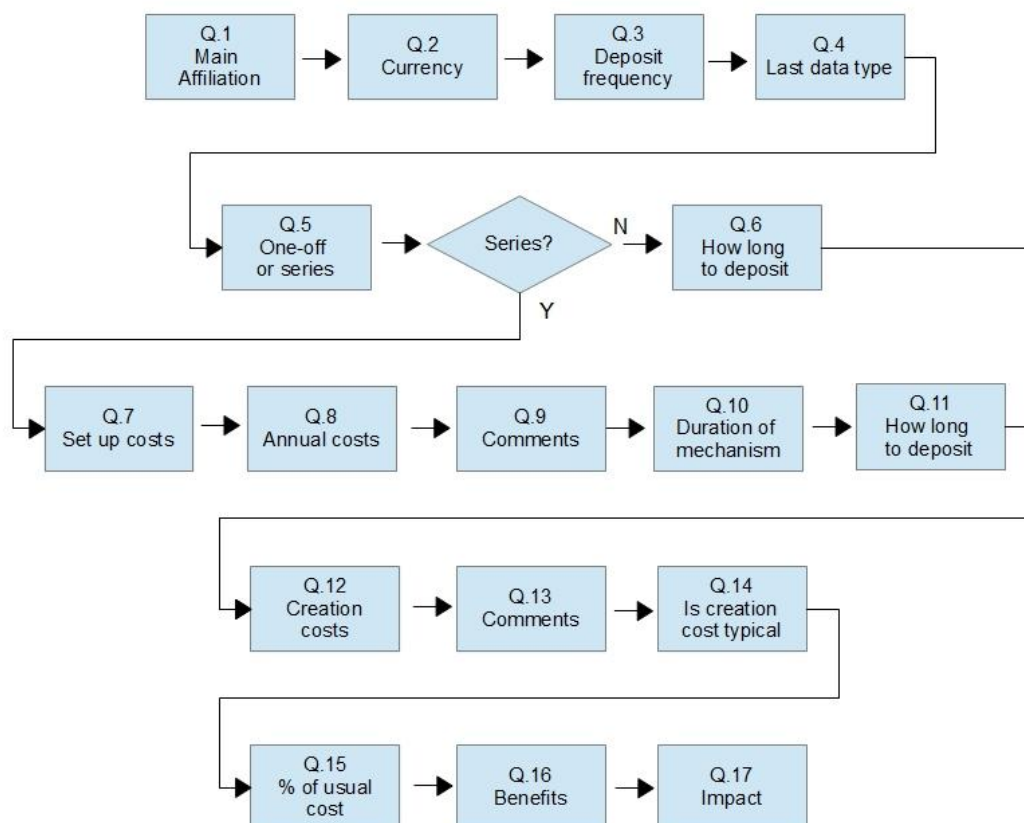 Q.1
Main
Affiliation
Q.2
Currency
Q.3
Deposit
frequency
Q.4
Last data type
Q.5
One-off
or series
Series?
N
Y
Q.6
How long
to deposit
Q.7
Set up costs
Q.8
Annual costs
Q.9
Comments
Q.10
Duration of
mechanism
Q.11
How long
to deposit
Q.12
Creation
costs
Q.13
Comments
Q.14
Is creation
cost typical
Q.15
% of usual
cost
Q.16
Benefits
Q.17
Impact